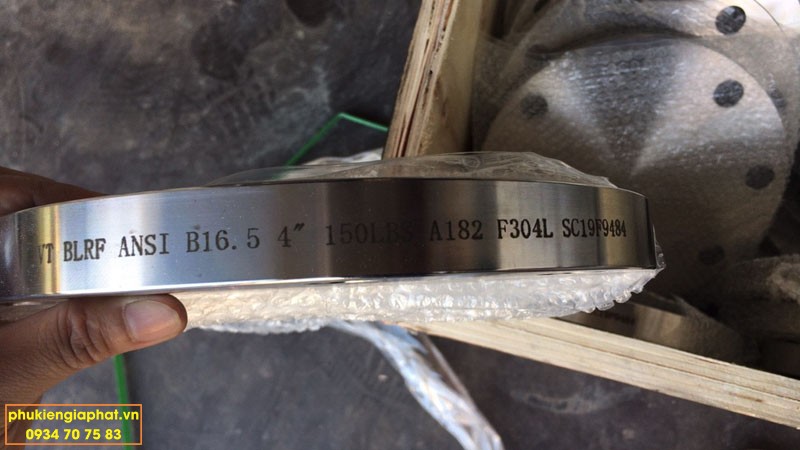 VT BLRF ANSI B16.5 4″ 150LBS A182 F304L SC19F9484
phukiengiaphat.vn
0934 70 75 83